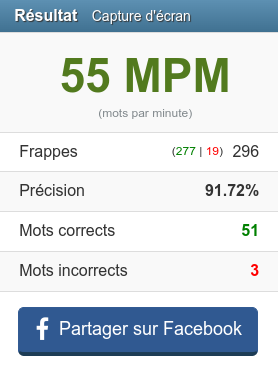 Résultat Capture d'écran
55 MPM
(mots par minute)
Frappes (277 | 19) 296
Précision 91.72%
Mots corrects 51
Mots incorrects 3
f Partager sur Facebook